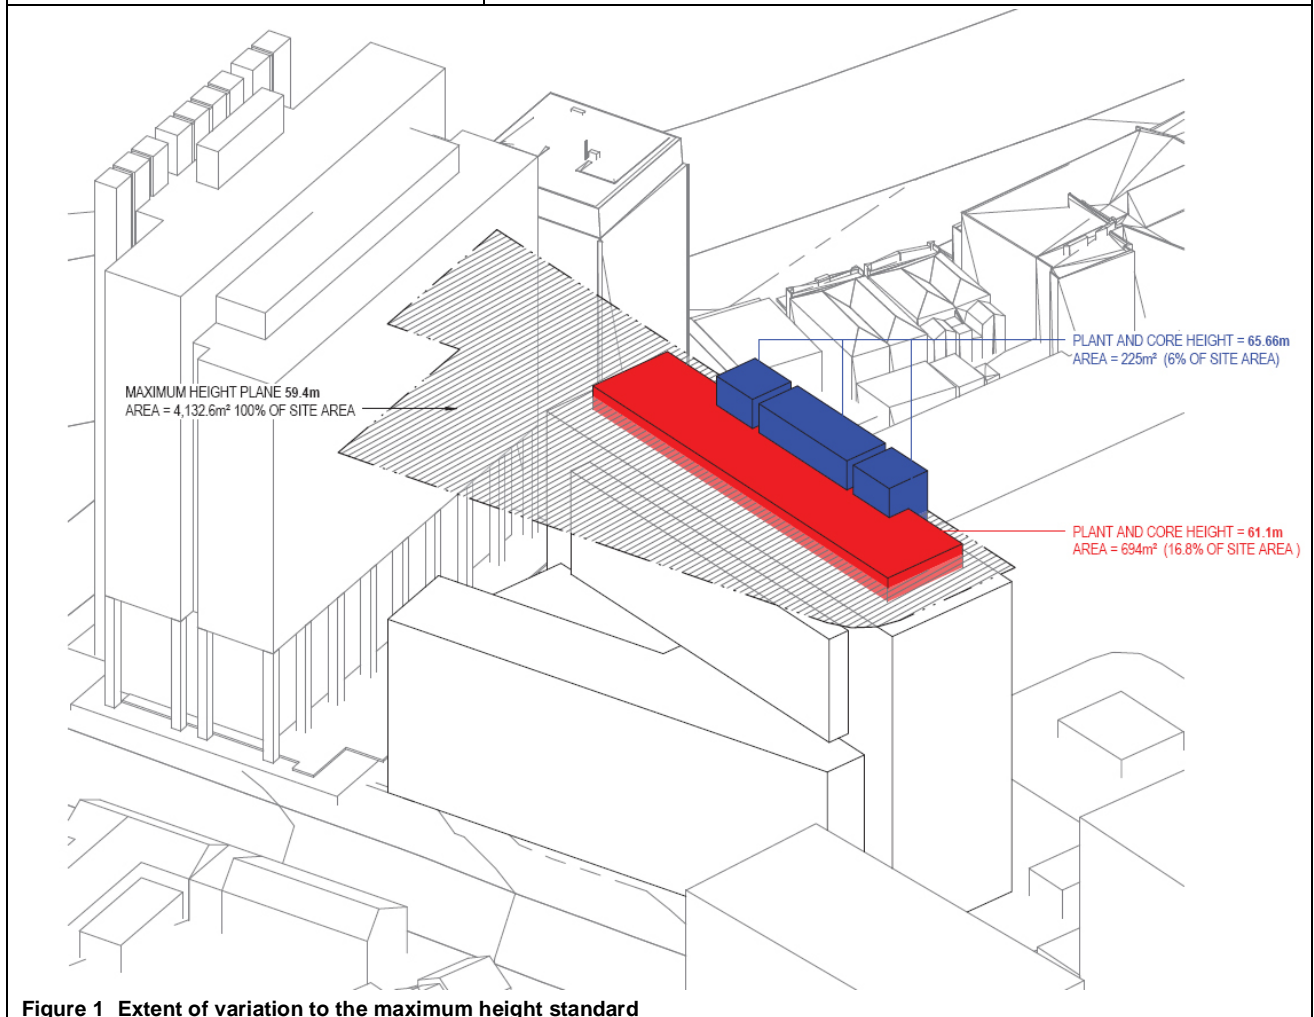 PLANT AND CORE HEIGHT = 65.66m
AREA = 225m² (6% OF SITE AREA)
MAXIMUM HEIGHT PLANE 59.4m
AREA = 4,132.6m² 100% OF SITE AREA
PLANT AND CORE HEIGHT = 61.1m
AREA = 694m² (16.8% OF SITE AREA )
Figure 1 Extent of variation to the maximum height standard